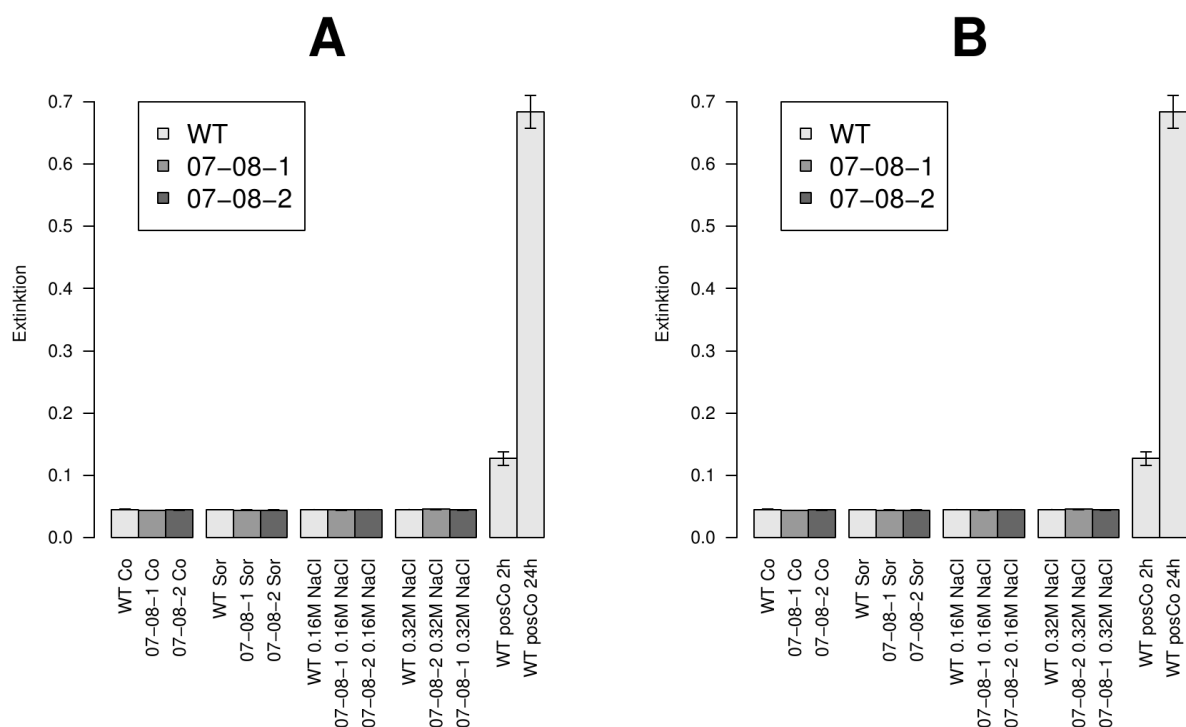 A
0.7
0.6
0.5
0.4
0.3
0.2
0.1
0.0
Extinktion
WT
07-08-1
07-08-2
WT Co
07-08-1 Co
07-08-2 Co
WT Sor
07-08-1 Sor
07-08-2 Sor
WT 0.16M NaCl
07-08-1 0.16M NaCl
07-08-2 0.16M NaCl
WT 0.32M NaCl
07-08-2 0.32M NaCl
07-08-1 0.32M NaCl
WT posCo 2h
WT posCo 24h
B
0.7
0.6
0.5
0.4
0.3
0.2
0.1
0.0
Extinktion
WT
07-08-1
07-08-2
WT Co
07-08-1 Co
07-08-2 Co
WT Sor
07-08-1 Sor
07-08-2 Sor
WT 0.16M NaCl
07-08-1 0.16M NaCl
07-08-2 0.16M NaCl
WT 0.32M NaCl
07-08-2 0.32M NaCl
07-08-1 0.32M NaCl
WT posCo 2h
WT posCo 24h